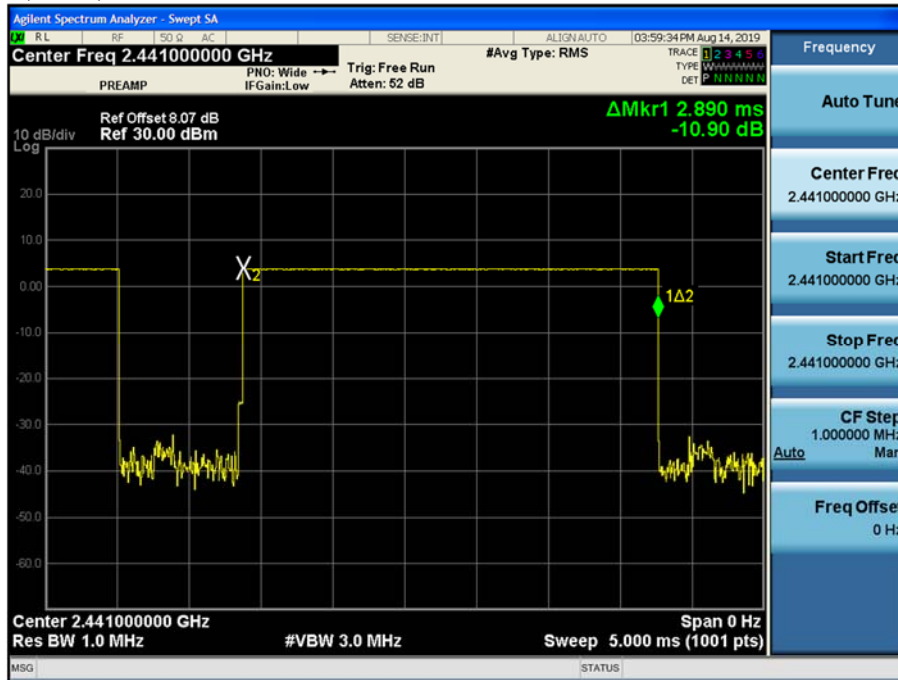 Agilent Spectrum Analyzer - Swept SA
LXI RL RF 50 Ω AC SENSE:INT ALIGN AUTO 03:59:34 PM Aug 14, 2019
Center Freq 2.441000000 GHz #Avg Type: RMS TRACE 1 2 3 4 5 6
PREAMP PNO: Wide Trig: Free Run TYPE WWWWWW
IFGain:Low Atten: 52 dB DET P N N N N N
ΔMkr1 2.890 ms
-10.90 dB
Ref Offset 8.07 dB
10 dB/div Ref 30.00 dBm
Log
20.0
10.0
0.00
-10.0
-20.0
-30.0
-40.0
-50.0
-60.0
X2
1Δ2
Center 2.441000000 GHz Span 0 Hz
Res BW 1.0 MHz #VBW 3.0 MHz Sweep 5.000 ms (1001 pts)
MSG STATUS
Frequency
Auto Tune
Center Freq
2.441000000 GHz
Start Freq
2.441000000 GHz
Stop Freq
2.441000000 GHz
CF Step
1.000000 MHz
Auto Man
Freq Offset
0 Hz